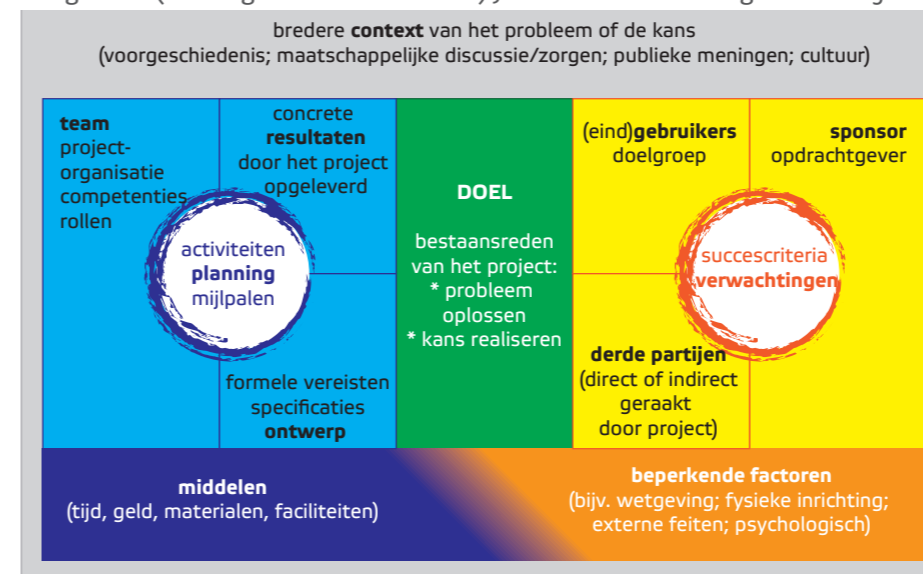 bredere context van het probleem of de kans
(voorgeschiedenis; maatschappelijke discussie/zorgen; publieke meningen; cultuur)
team
project-
organisatie
competenties
rollen
concrete
resultaten
door het project
opgeleverd
activiteiten
planning
mijlpalen
formele vereisten
specificaties
ontwerp
DOEL
bestaansreden
van het project:
* probleem
oplossen
* kans realiseren
(eind)gebruikers
doelgroep
sponsor
opdrachtgever
succescriteria
verwachtingen
derde partijen
(direct of indirect
geraakt
door project)
middelen
(tijd, geld, materialen, faciliteiten)
beperkende factoren
(bijv. wetgeving; fysieke inrichting;
externe feiten; psychologisch)